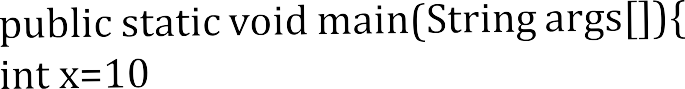 public static void main(String args[]){
int x=10